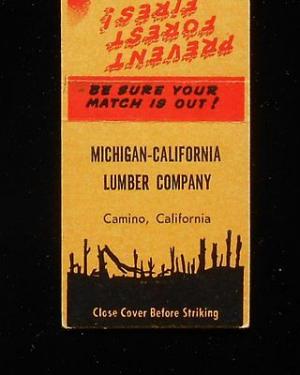 PREVENT
FOREST
FIRES!
BE SURE YOUR
MATCH IS OUT!
MICHIGAN-CALIFORNIA
LUMBER COMPANY
Camino, California
Close Cover Before Striking